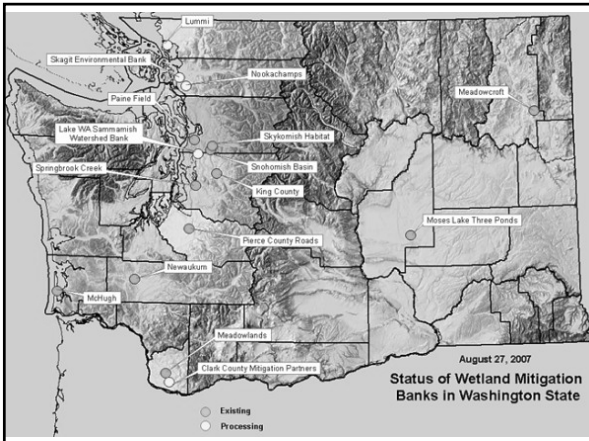 Lummi
Skagit Environmental Bank
Nookachamps
Paine Field
Meadowcroft
Lake WA Sammamish
Watershed Bank
Skykomish Habitat
Springbrook Creek
Snohomish Basin
King County
Moses Lake Three Ponds
Pierce County Roads
Newaukum
McHugh
Meadowlands
Clark County Mitigation Partners
August 27, 2007
Status of Wetland Mitigation
Banks in Washington State
Existing
Processing